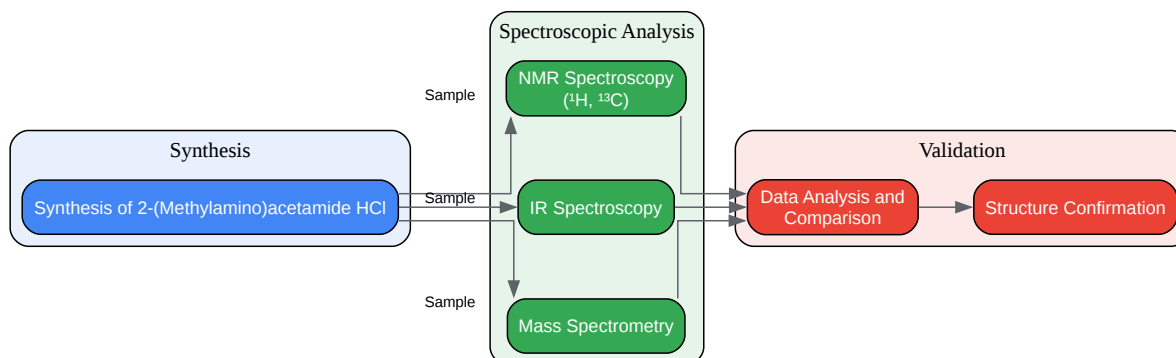 Synthesis
Synthesis of 2-(Methylamino)acetamide HCl
Sample
Sample
Sample
Spectroscopic Analysis
NMR Spectroscopy
(¹H, ¹³C)
IR Spectroscopy
Mass Spectrometry
Validation
Data Analysis and
Comparison
Structure Confirmation